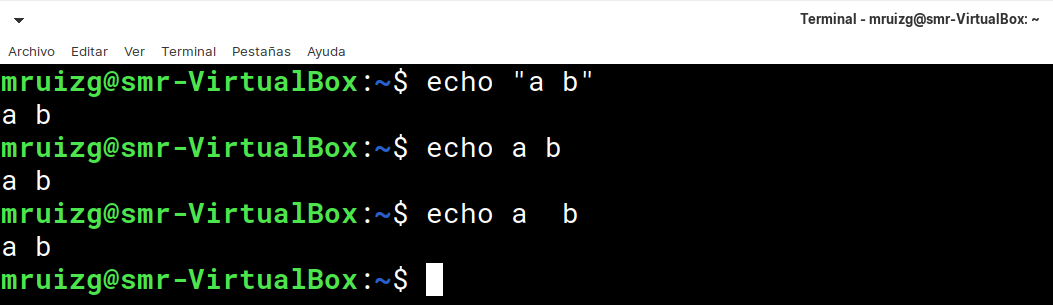 Terminal - mruizg@smr-VirtualBox: ~
Archivo Editar Ver Terminal Pestañas Ayuda
mruizg@smr-VirtualBox:~$ echo "a b"
a b
mruizg@smr-VirtualBox:~$ echo a b
a b
mruizg@smr-VirtualBox:~$ echo a  b
a b
mruizg@smr-VirtualBox:~$